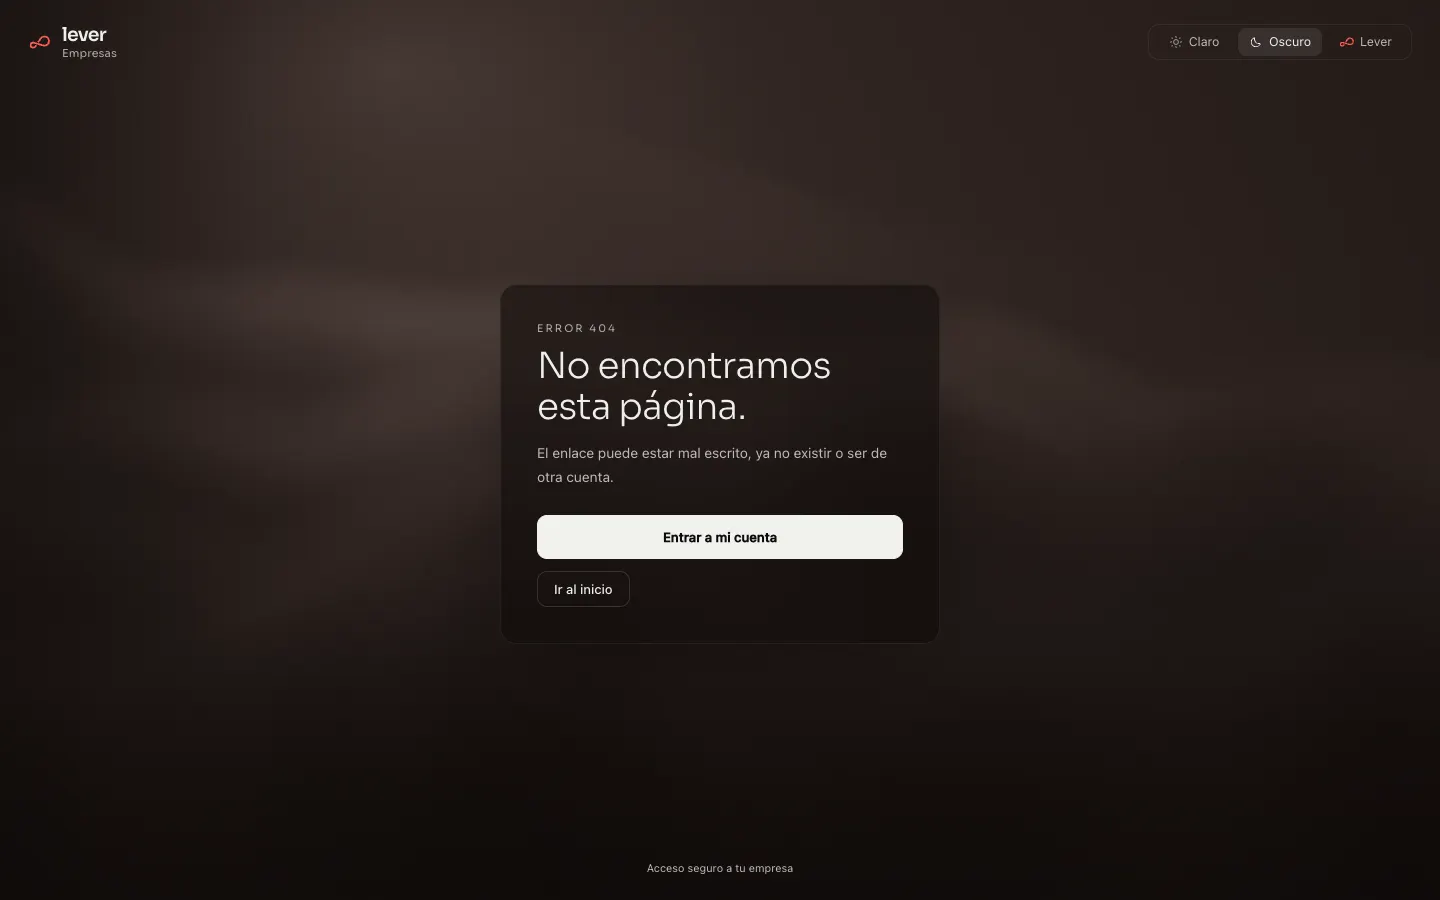 lever
Empresas
Claro
Oscuro
Lever
ERROR 404
No encontramos
esta página.
El enlace puede estar mal escrito, ya no existir o ser de
otra cuenta.
Entrar a mi cuenta
Ir al inicio
Acceso seguro a tu empresa